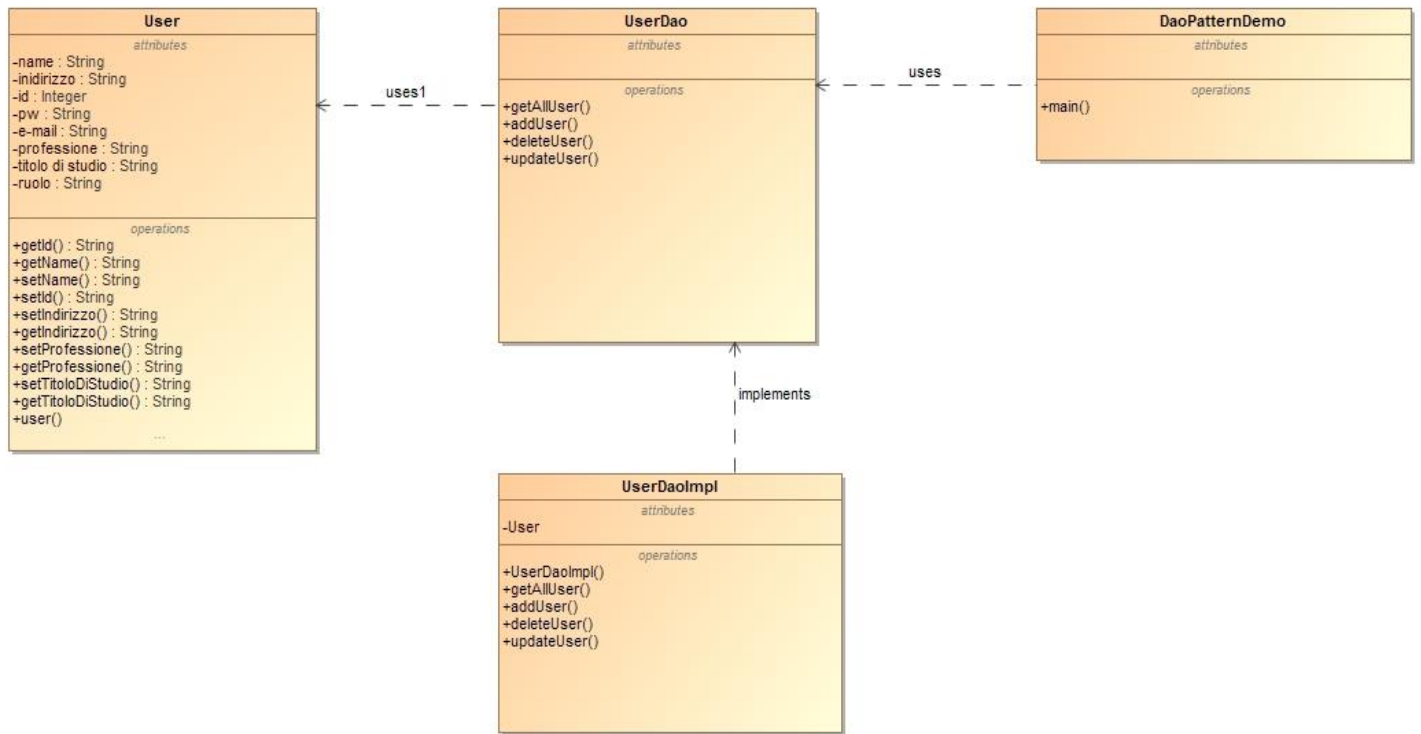 User
attributes
-name : String
-inidirizzo : String
-id : Integer
-pw : String
-e-mail : String
-professione : String
-titolo di studio : String
-ruolo : String
operations
+getId() : String
+getName() : String
+setName() : String
+setId() : String
+setIndirizzo() : String
+getIndirizzo() : String
+setProfessione() : String
+getProfessione() : String
+setTitoloDiStudio() : String
+getTitoloDiStudio() : String
+user()
...
uses1
UserDao
attributes
operations
+getAllUser()
+addUser()
+deleteUser()
+updateUser()
uses
DaoPatternDemo
attributes
operations
+main()
implements
UserDaoImpl
attributes
-User
operations
+UserDaoImpl()
+getAllUser()
+addUser()
+deleteUser()
+updateUser()